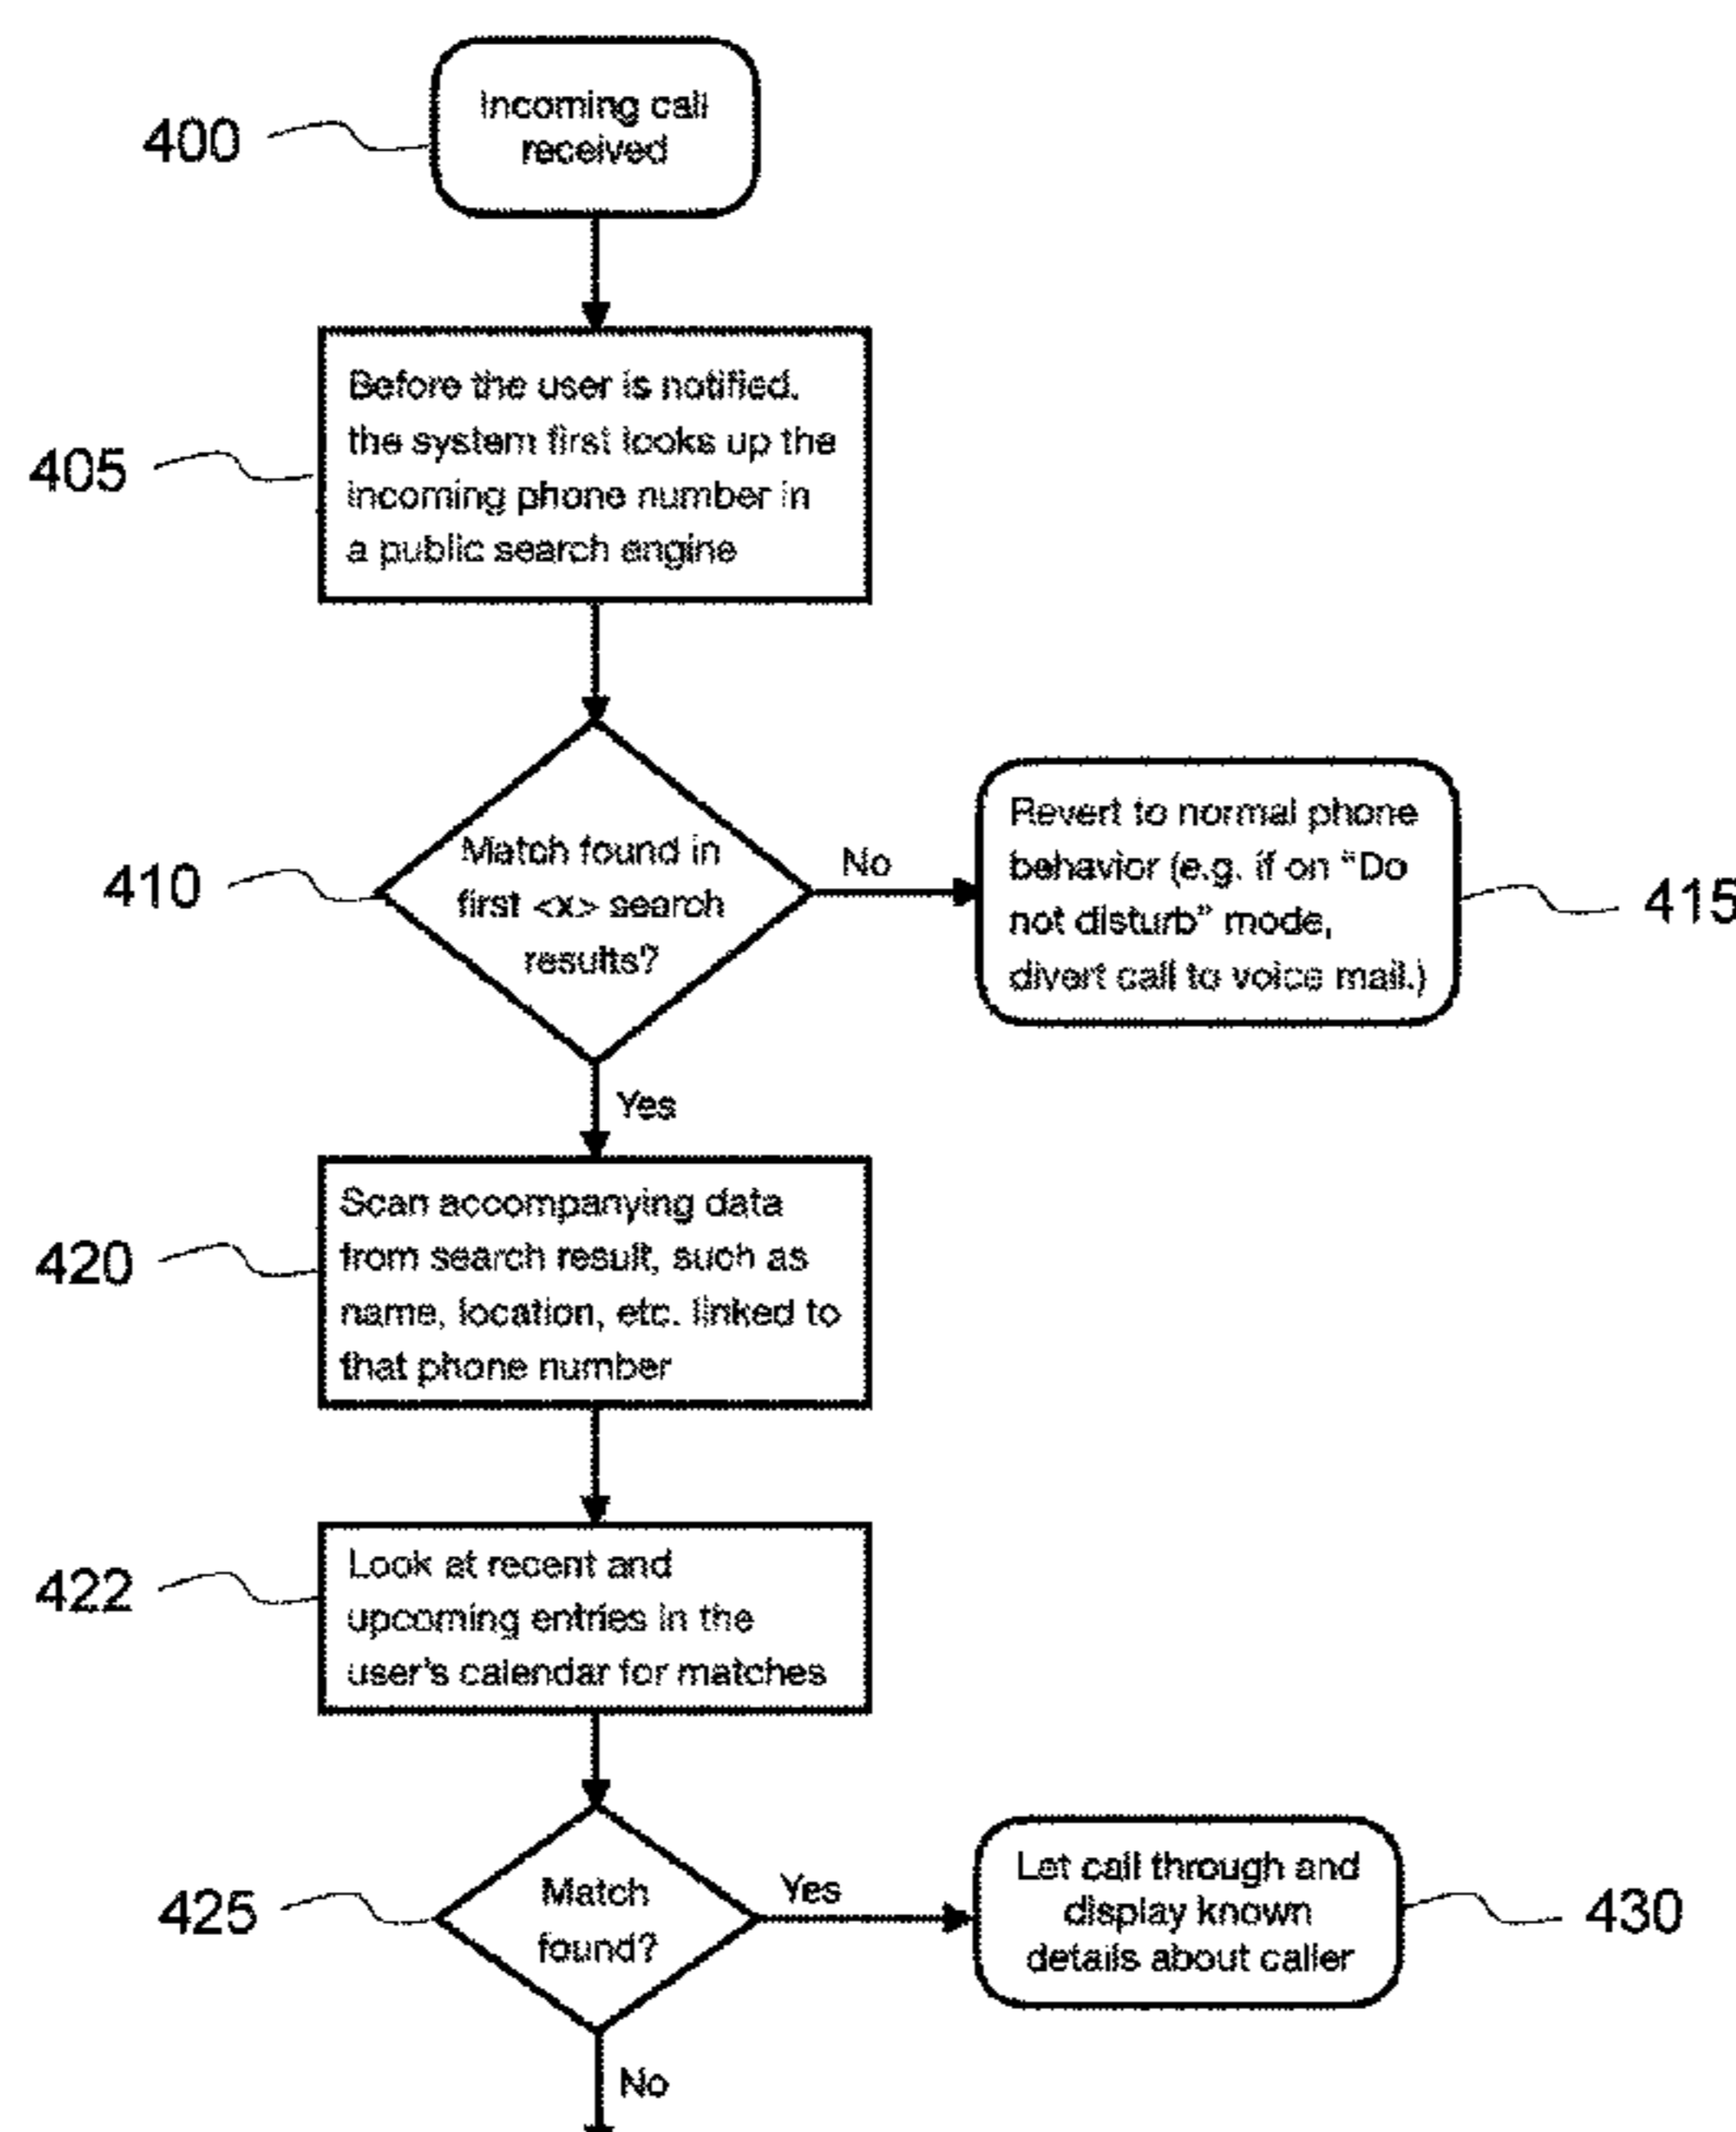 400
Incoming call
received
405
Before the user is notified,
the system first looks up the
incoming phone number in
a public search engine
410
Match found in
first <x> search
results?
No
Revert to normal phone
behavior (e.g. if on “Do
not disturb” mode,
divert call to voice mail.)
415
Yes
420
Scan accompanying data
from search result, such as
name, location, etc. linked to
that phone number
422
Look at recent and
upcoming entries in the
user's calendar for matches
425
Match
found?
Yes
Let call through and
display known
details about caller
430
No